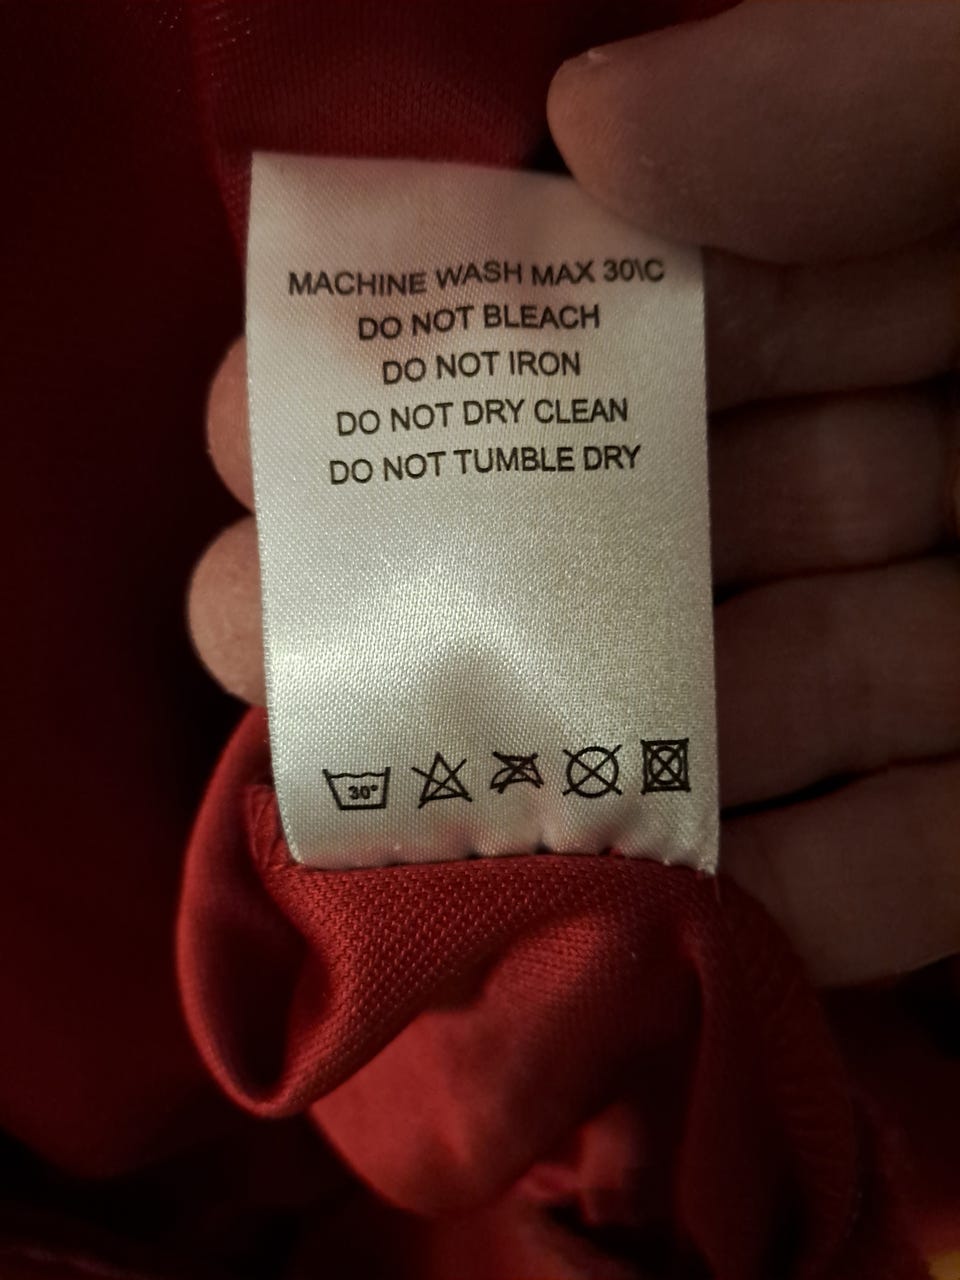 MACHINE WASH MAX 30\C
DO NOT BLEACH
DO NOT IRON
DO NOT DRY CLEAN
DO NOT TUMBLE DRY
30°